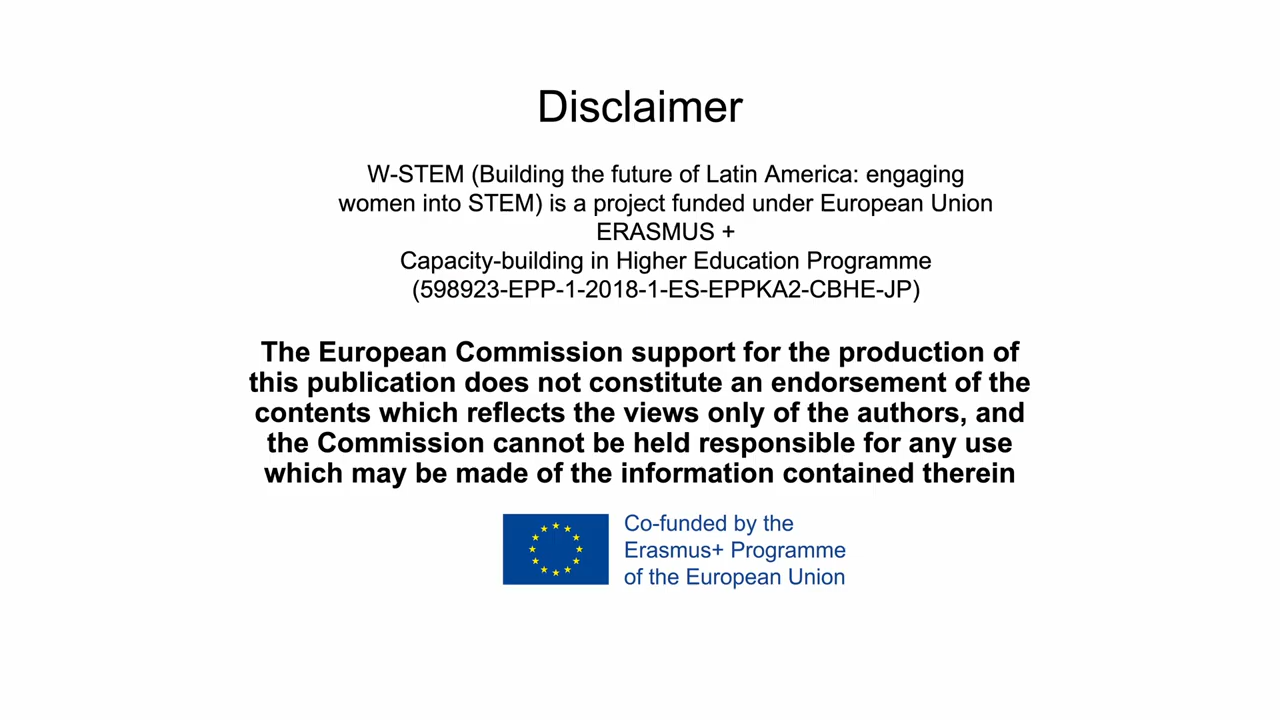 Disclaimer
W-STEM (Building the future of Latin America: engaging
women into STEM) is a project funded under European Union
ERASMUS +
Capacity-building in Higher Education Programme
(598923-EPP-1-2018-1-ES-EPPKA2-CBHE-JP)
The European Commission support for the production of
this publication does not constitute an endorsement of the
contents which reflects the views only of the authors, and
the Commission cannot be held responsible for any use
which may be made of the information contained therein
Co-funded by the
Erasmus+ Programme
of the European Union